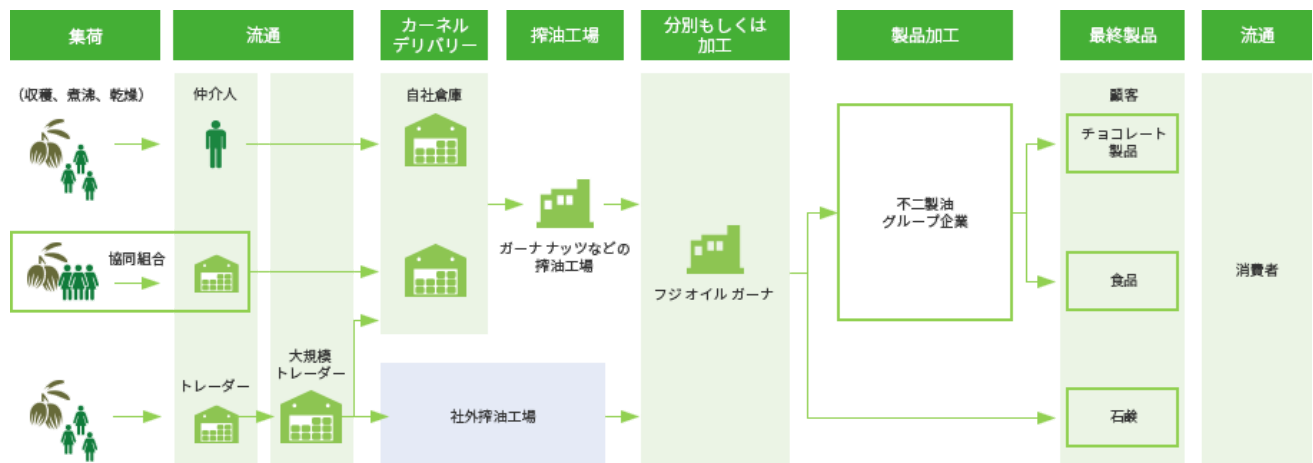 集荷
流通
カーネル
デリバリー
搾油工場
分別もしくは
加工
製品加工
最終製品
流通
（収穫、煮沸、乾燥）
仲介人
自社倉庫
顧客
チョコレート
製品
不二製油
グループ企業
ガーナ ナッツなどの
搾油工場
協同組合
フジ オイル ガーナ
食品
消費者
大規模
トレーダー
トレーダー
社外搾油工場
石鹸